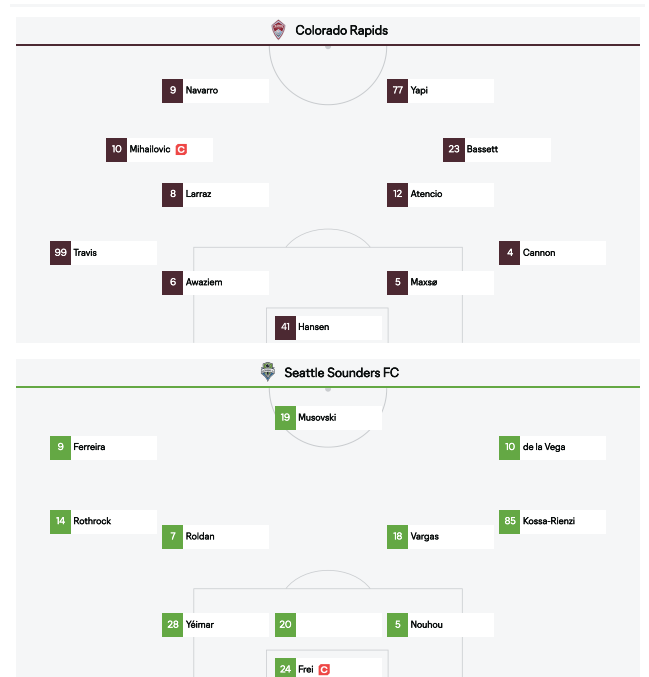 Colorado Rapids
9 Navarro
77 Yapi
10 Mihailovic C
23 Bassett
8 Larraz
12 Atencio
99 Travis
4 Cannon
6 Awaziem
5 Maxsø
41 Hansen
Seattle Sounders FC
19 Musovski
9 Ferreira
10 de la Vega
14 Rothrock
85 Kossa-Rienzi
7 Roldan
18 Vargas
28 Yéimar
20
5 Nouhou
24 Frei C